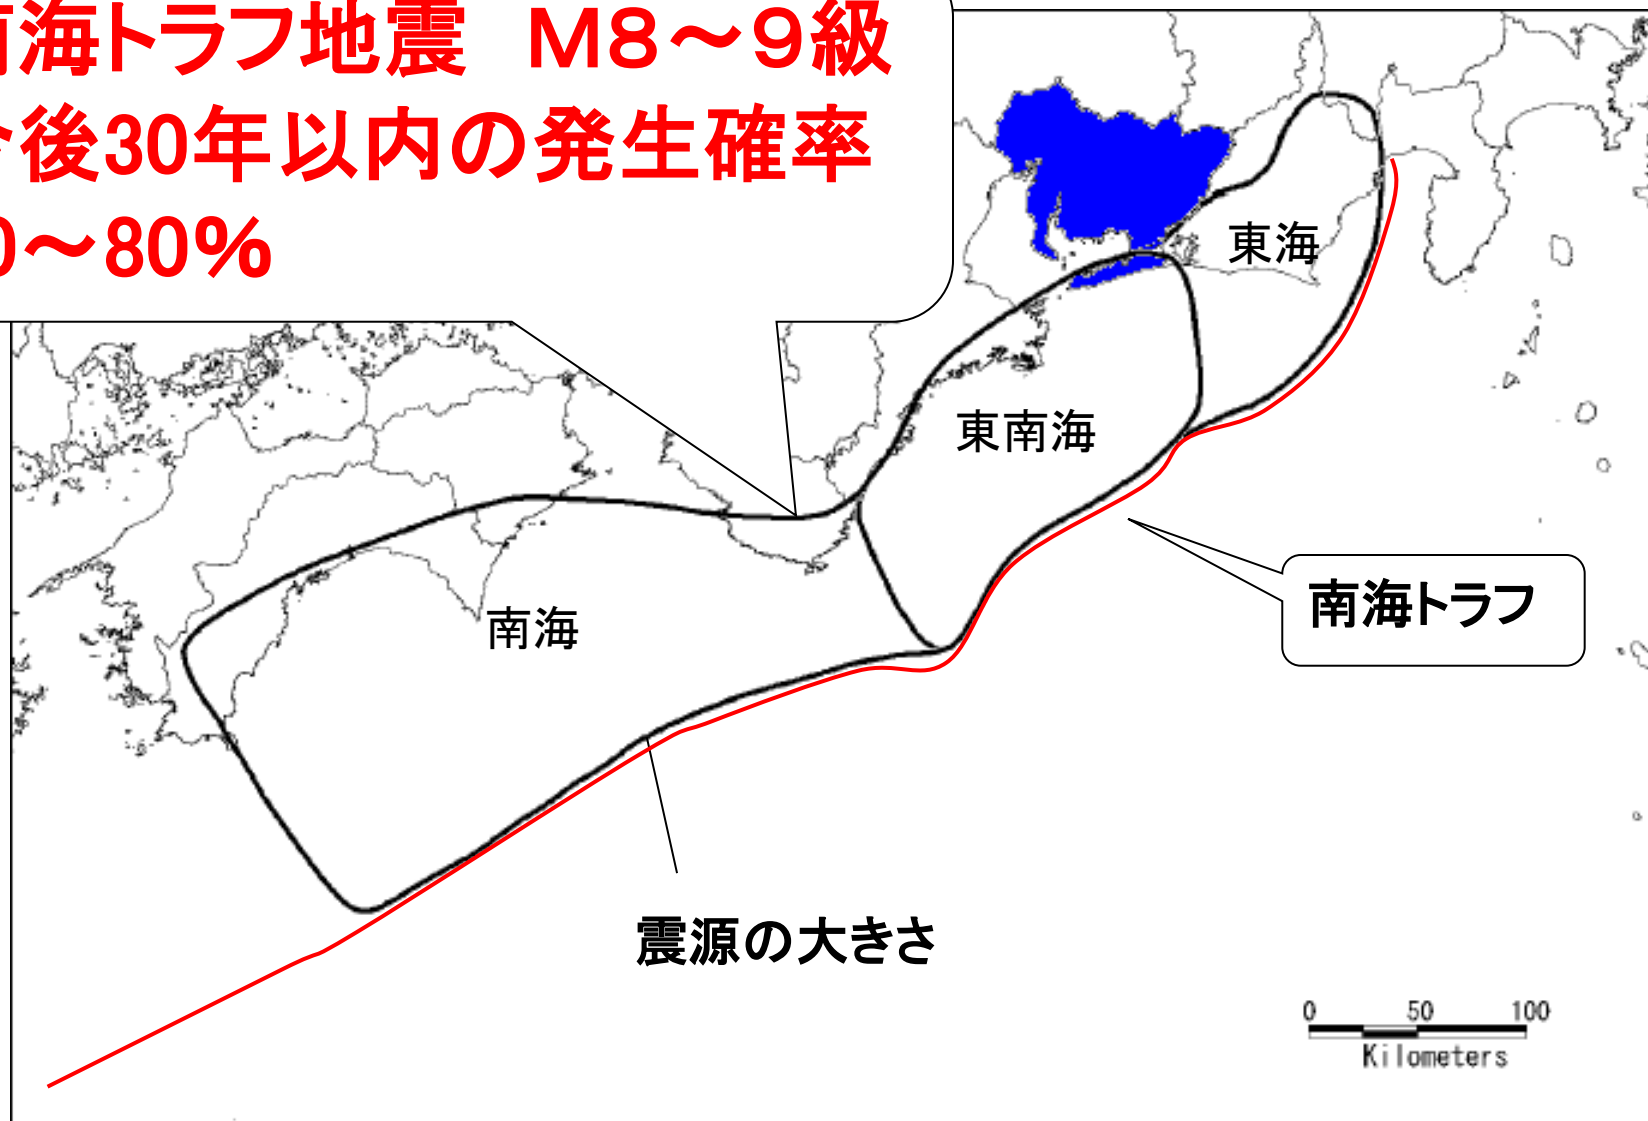 海トラフ地震　M8～9級
後30年以内の発生確率
0～80%
東海
東南海
南海トラフ
南海
震源の大きさ
0 50 100
Kilometers